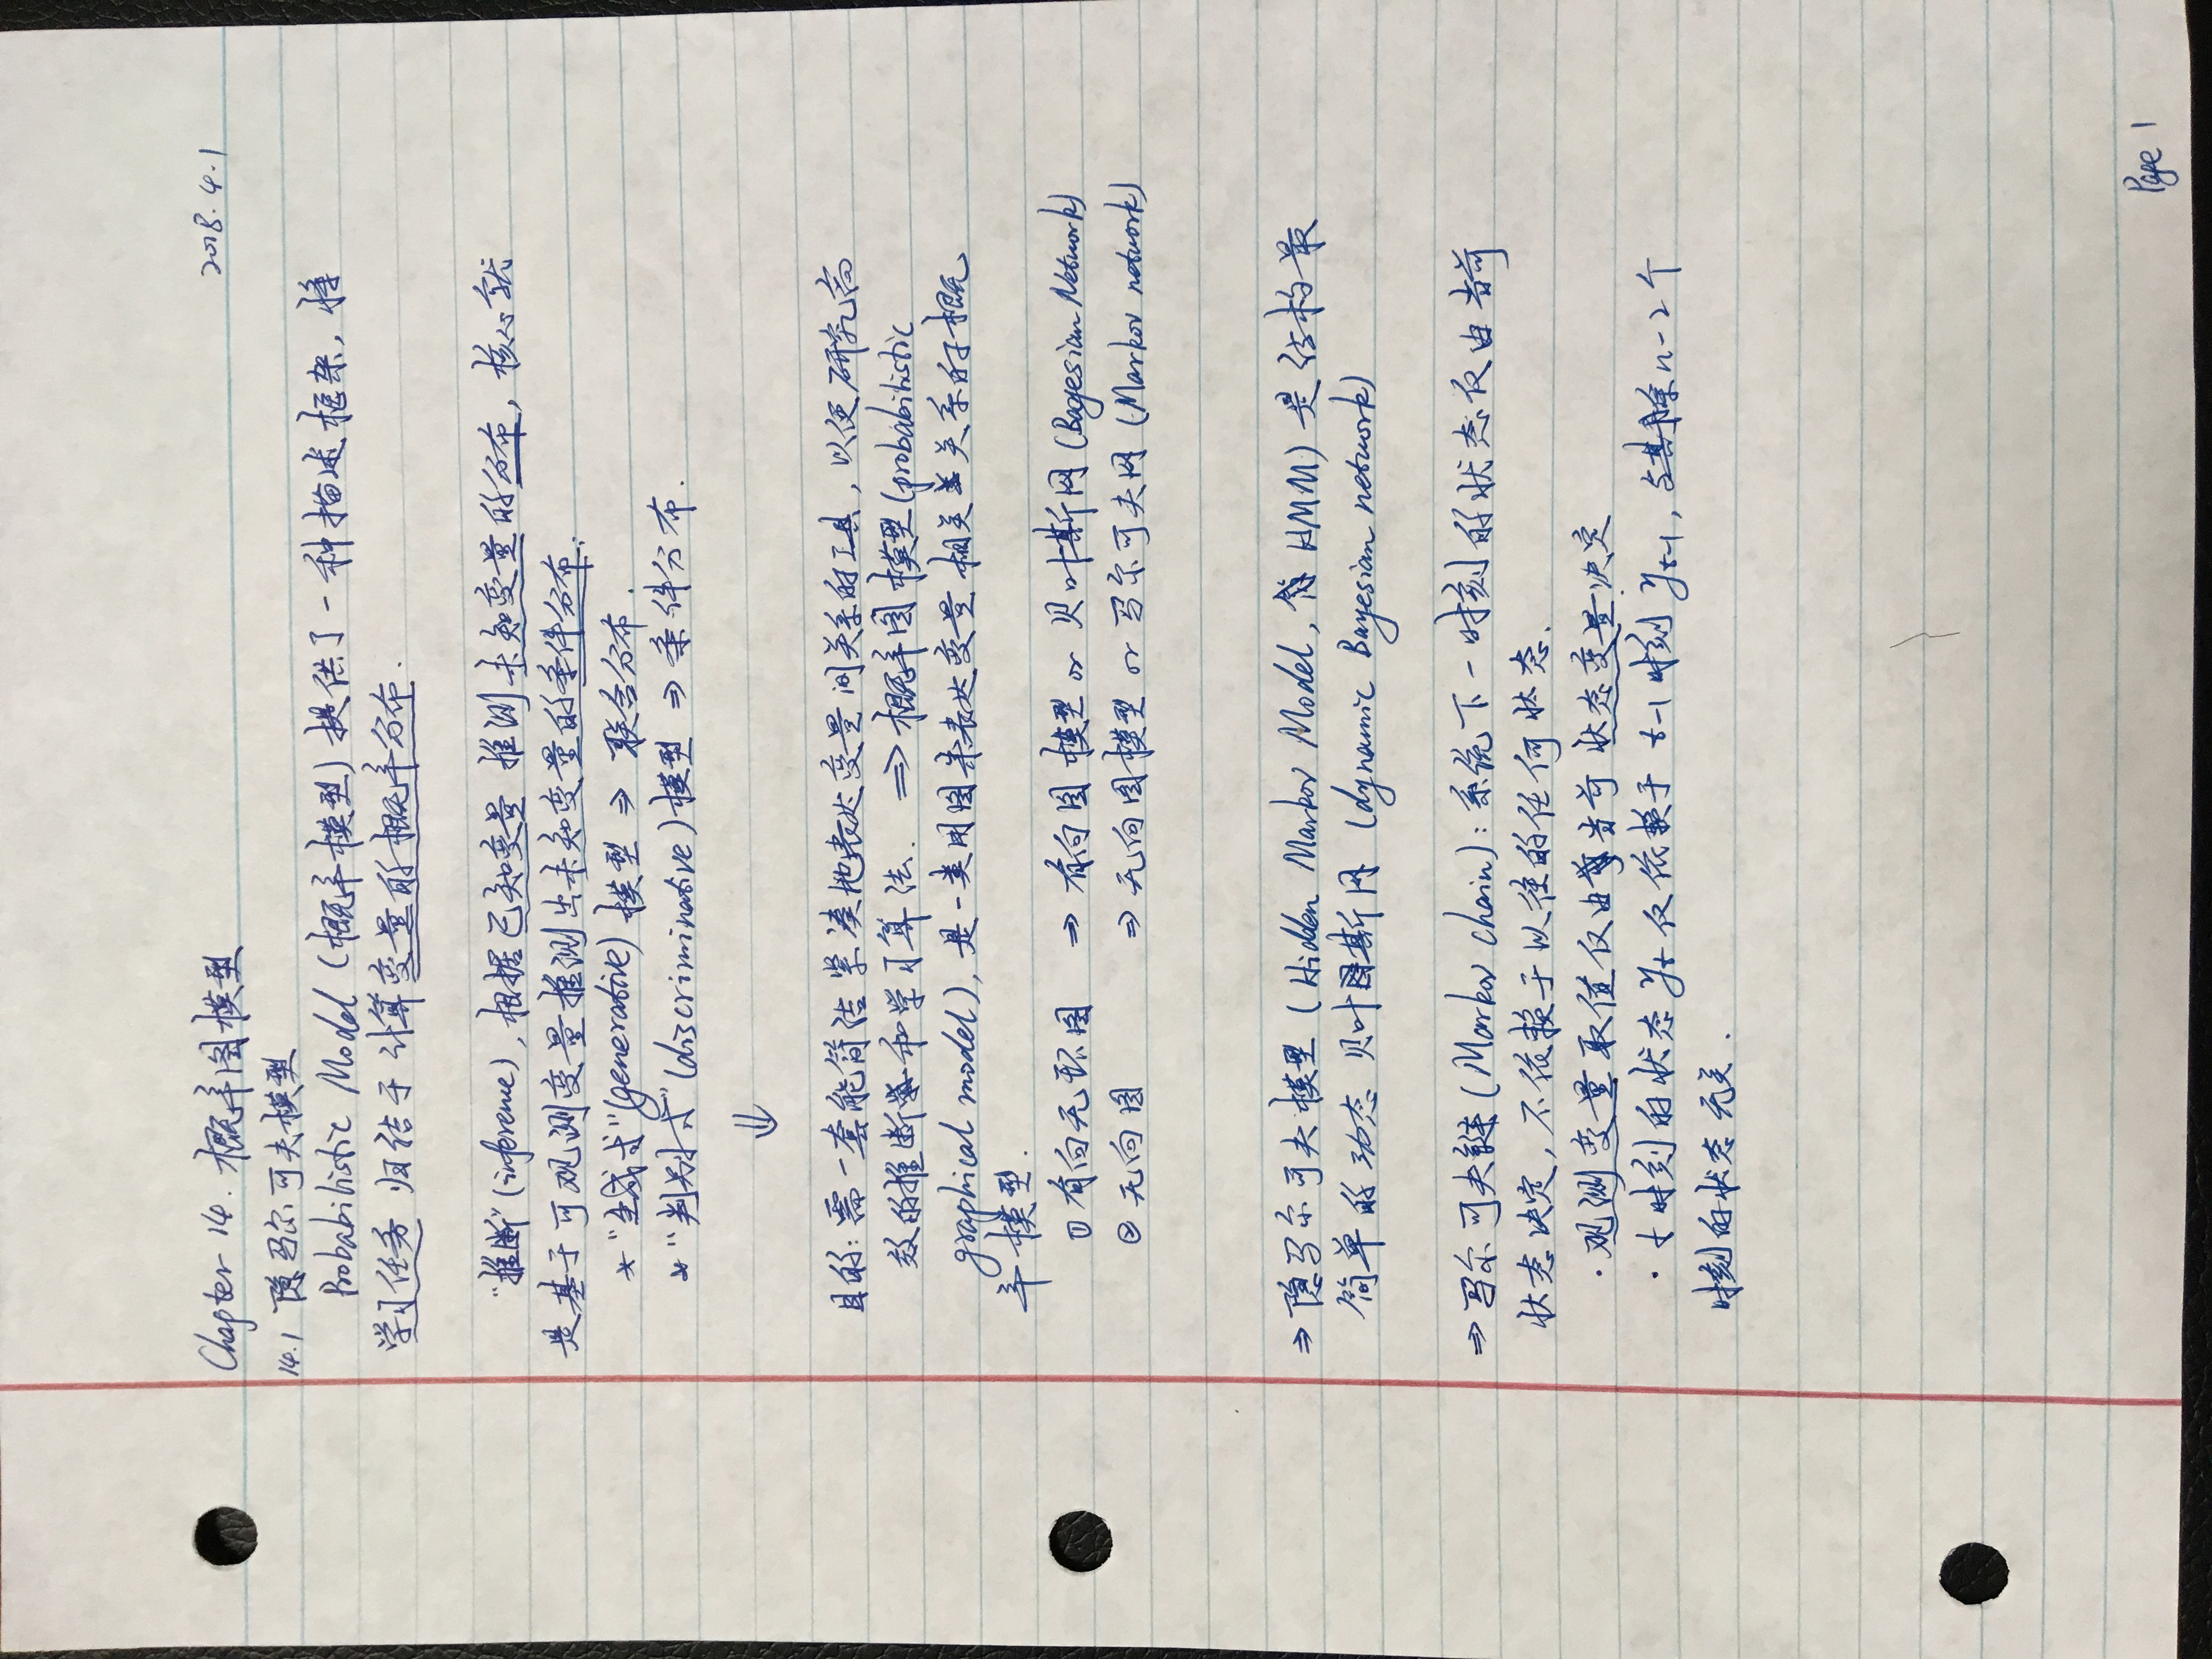 Chapter 14. 概率图模型 2018.4.1
14.1 隐马尔可夫模型
Probabilistic Model (概率模型) 提供了一种描述框架, 将
学习任务 归结于计算变量的概率分布.
"推断"(inference), 根据已知变量 推测未知变量的分布, 核心就
是基于可观测变量推测出未知变量的条件分布.
* "生成式"(generative) 模型 ⇒ 联合分布.
* "判别式"(discriminative) 模型 ⇒ 条件分布.
⇓
目的: 需一套能简洁紧凑地表达变量间关系的工具, 以便研究高
效的推断和学习算法. ⇒ 概率图模型 (probabilistic
graphical model), 是一类用图来表达变量相关关系的概
率模型.
① 有向无环图 ⇒ 有向图模型 or 贝叶斯网 (Bayesian Network)
② 无向图 ⇒ 无向图模型 or 马尔可夫网 (Markov network)
⇒ 隐马尔可夫模型 (Hidden Markov Model, 简 HMM) 是结构最
简单的动态贝叶斯网 (dynamic Bayesian network)
⇒ 马尔可夫链 (Markov chain): 系统下一时刻的状态仅由当前
状态决定, 不依赖于以往的任何状态.
· 观测变量取值仅由当前状态变量决定
· t时刻的状态 yt 仅依赖于 t-1 时刻 yt-1, 与其余n-2个
时刻的状态无关.
Page 1